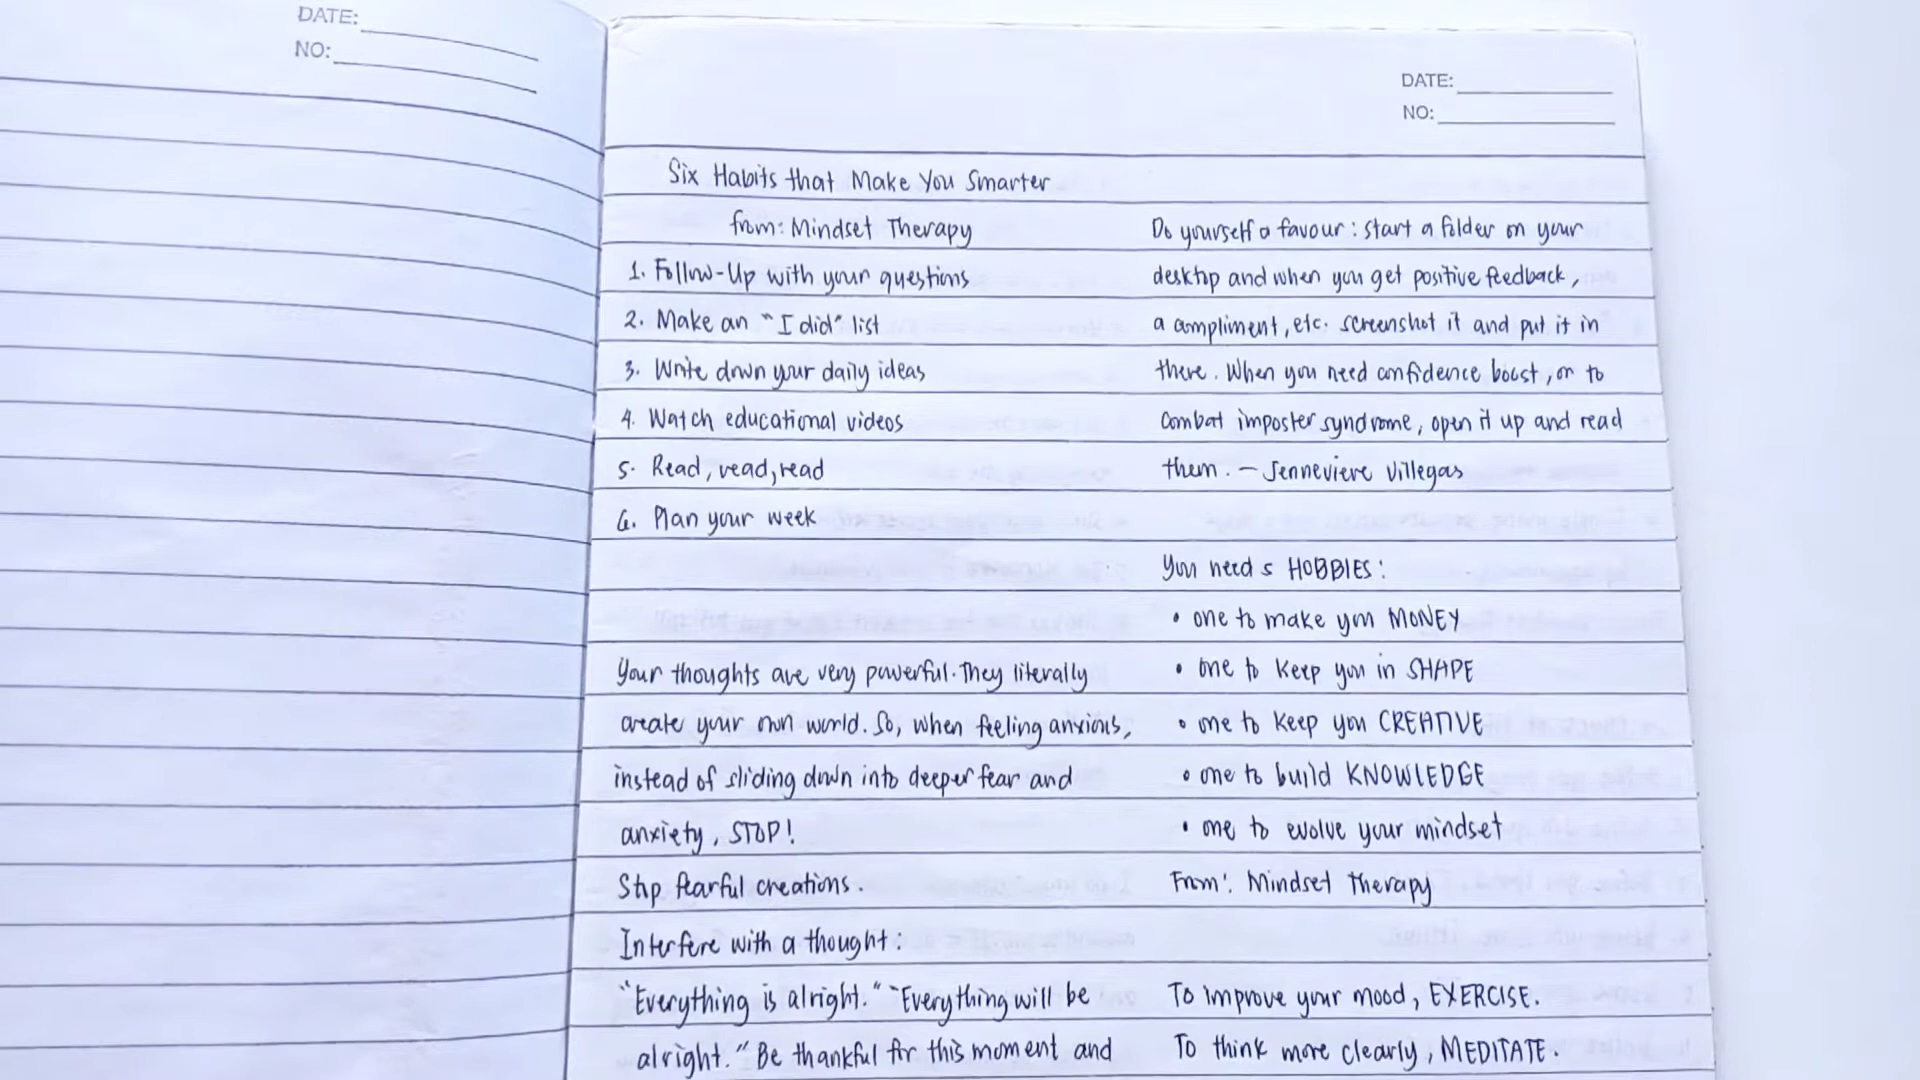 DATE:
NO:
DATE:
NO:
Six Habits that Make You Smarter
from: Mindset Therapy
1. Follow-Up with your questions
2. Make an "I did" list
3. Write down your daily ideas
4. Watch educational videos
5. Read, read, read
6. Plan your week
Your thoughts are very powerful. They literally
create your own world. So, when feeling anxious,
instead of sliding down into deeper fear and
anxiety, STOP!
Stop fearful creations.
Interfere with a thought:
"Everything is alright." "Everything will be
alright." Be thankful for this moment and
Do yourself a favour: start a folder on your
desktop and when you get positive feedback,
a compliment, etc. screenshot it and put it in
there. When you need confidence boost, or to
combat imposter syndrome, open it up and read
them. – Jenneviere Villegas
You need 5 HOBBIES:
• one to make you MONEY
• one to keep you in SHAPE
• one to keep you CREATIVE
• one to build KNOWLEDGE
• one to evolve your mindset
From: Mindset Therapy
To improve your mood, EXERCISE.
To think more clearly, MEDITATE.